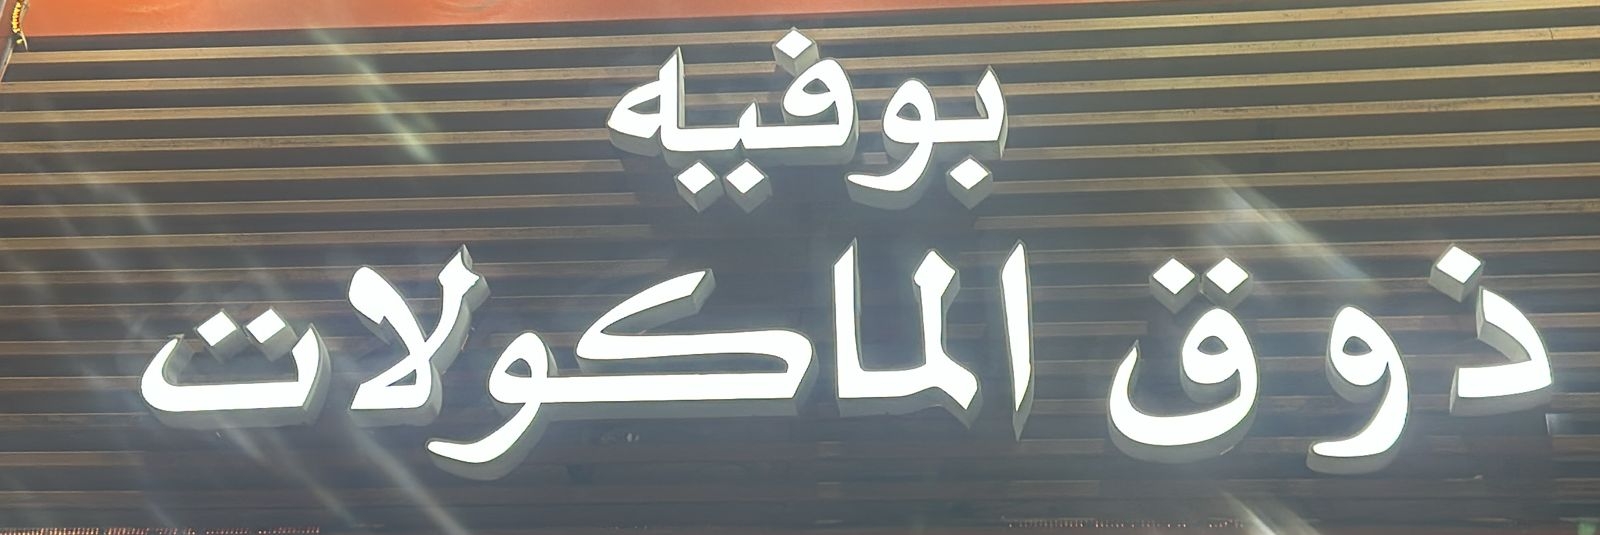 بوفيه
ذوق الماكولات